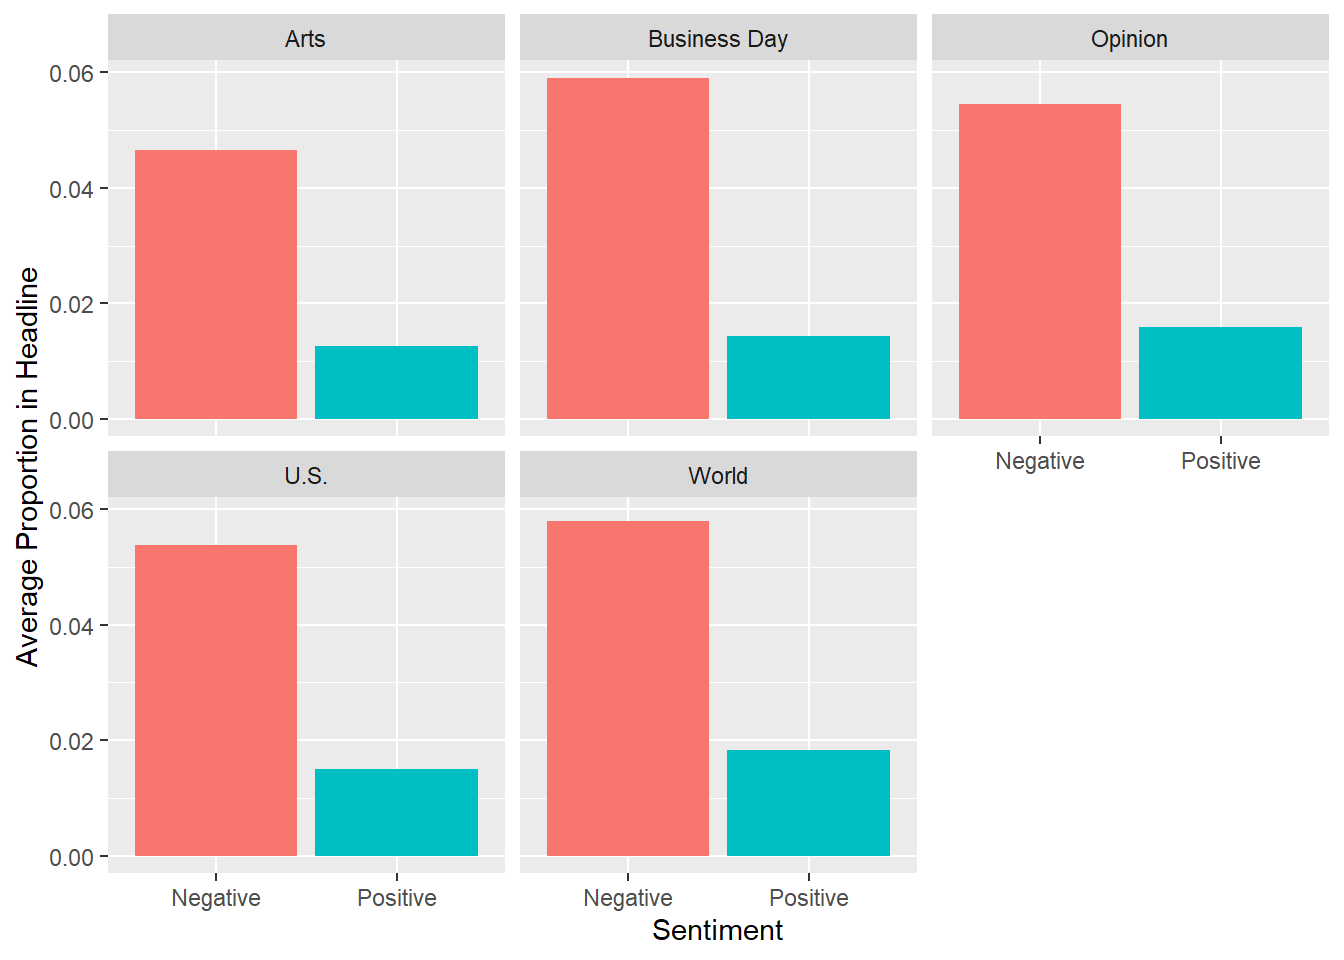 Arts
Business Day
Opinion
0.06
0.04
0.02
0.00
Negative
Positive
U.S.
World
0.06
0.04
0.02
0.00
Negative
Positive
Negative
Positive
Sentiment
Average Proportion in Headline